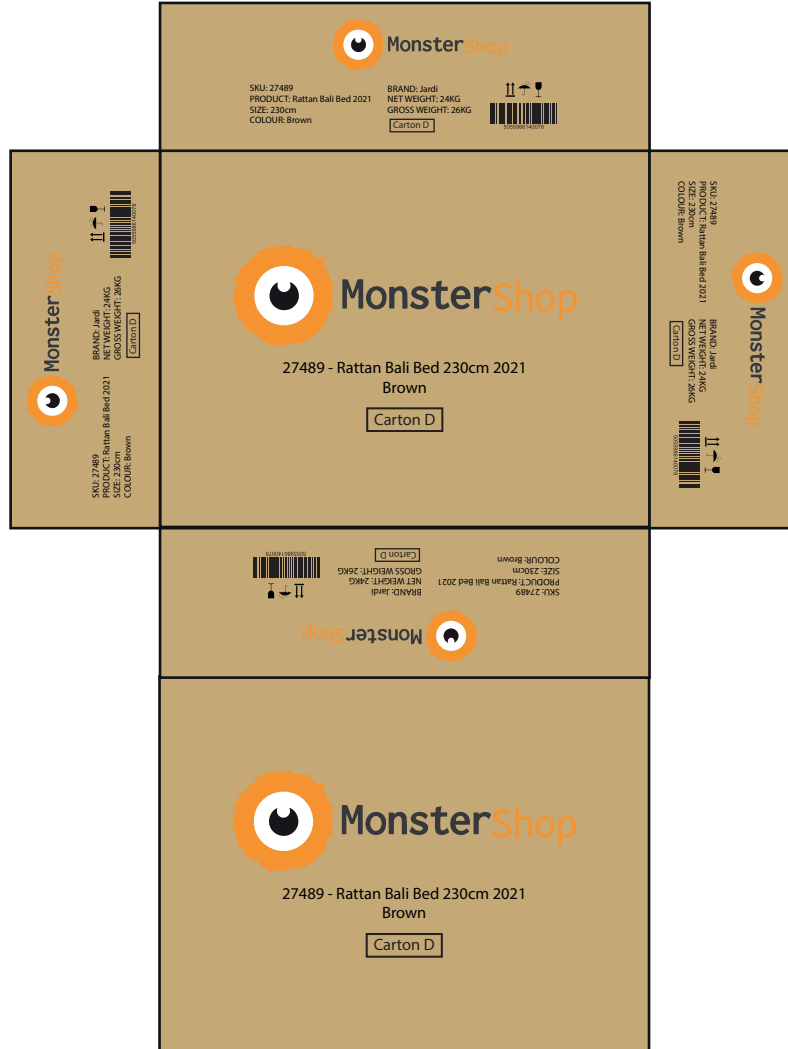 MonsterShop
SKU: 27489
PRODUCT: Rattan Bali Bed 2021
SIZE: 230cm
COLOUR: Brown
BRAND: Jardi
NET WEIGHT: 24KG
GROSS WEIGHT: 26KG
Carton D
5055986140078
MonsterShop
SKU: 27489
PRODUCT: Rattan Bali Bed 2021
SIZE: 230cm
COLOUR: Brown
BRAND: Jardi
NET WEIGHT: 24KG
GROSS WEIGHT: 26KG
Carton D
5055986140078
MonsterShop
27489 - Rattan Bali Bed 230cm 2021
Brown
Carton D
MonsterShop
SKU: 27489
PRODUCT: Rattan Bali Bed 2021
SIZE: 230cm
COLOUR: Brown
BRAND: Jardi
NET WEIGHT: 24KG
GROSS WEIGHT: 26KG
Carton D
5055986140078
MonsterShop
SKU: 27489
PRODUCT: Rattan Bali Bed 2021
SIZE: 230cm
COLOUR: Brown
BRAND: Jardi
NET WEIGHT: 24KG
GROSS WEIGHT: 26KG
Carton D
5055986140078
MonsterShop
27489 - Rattan Bali Bed 230cm 2021
Brown
Carton D